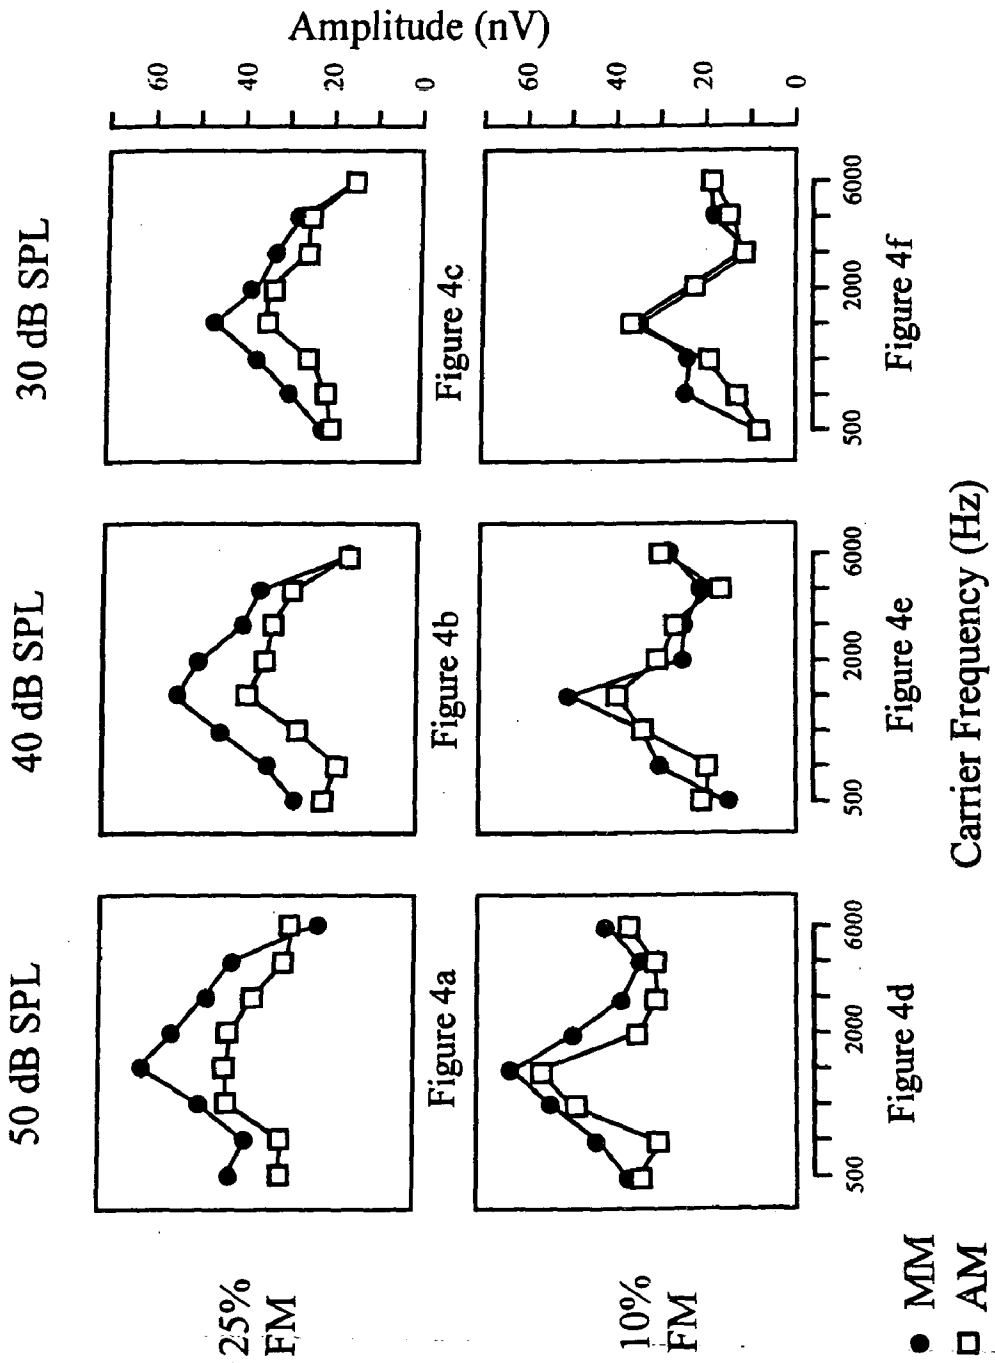 50 dB SPL
40 dB SPL
30 dB SPL
25%
FM
60
40
20
0
Amplitude (nV)
Figure 4a
Figure 4b
Figure 4c
10%
FM
60
40
20
0
500
2000
6000
500
2000
6000
500
2000
6000
Figure 4d
Figure 4e
Figure 4f
MM
AM
Carrier Frequency (Hz)